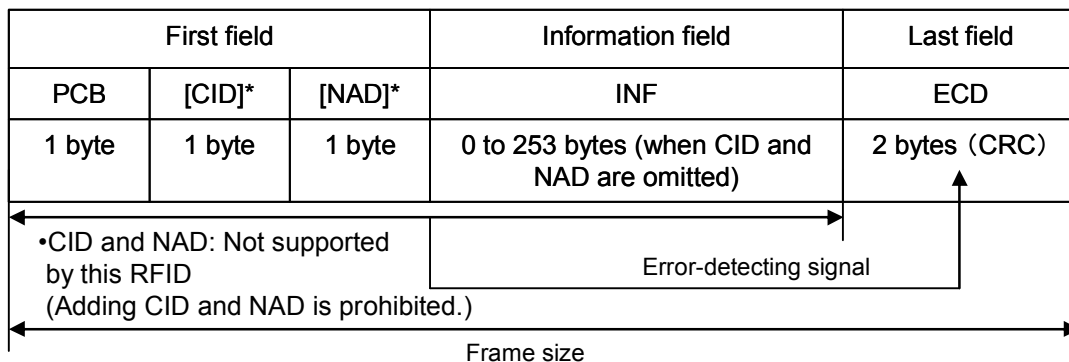 First field Information field Last field
PCB [CID]* [NAD]* INF ECD
1 byte 1 byte 1 byte 0 to 253 bytes (when CID and
NAD are omitted) 2 bytes （CRC）
•CID and NAD: Not supported
by this RFID
(Adding CID and NAD is prohibited.)
Error-detecting signal
Frame size